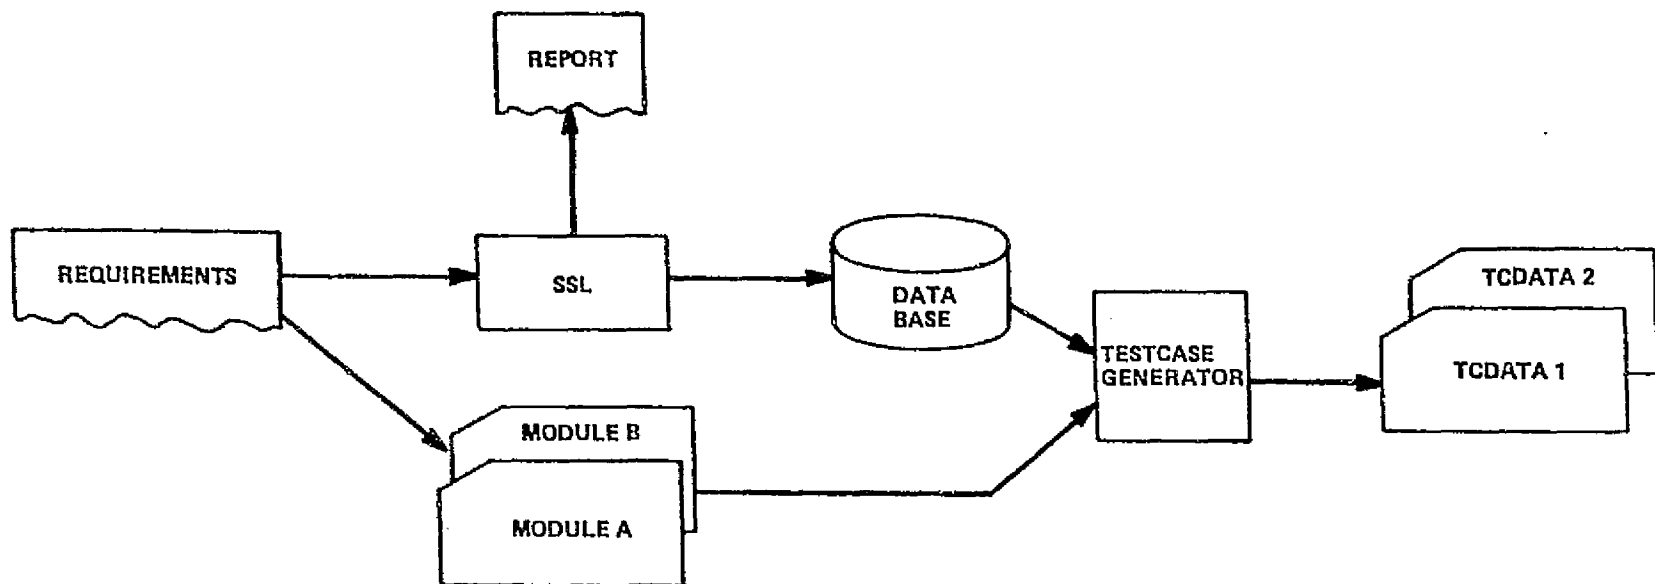 REPORT
REQUIREMENTS
SSL
DATA
BASE
TESTCASE
GENERATOR
TCDATA 2
TCDATA 1
MODULE B
MODULE A